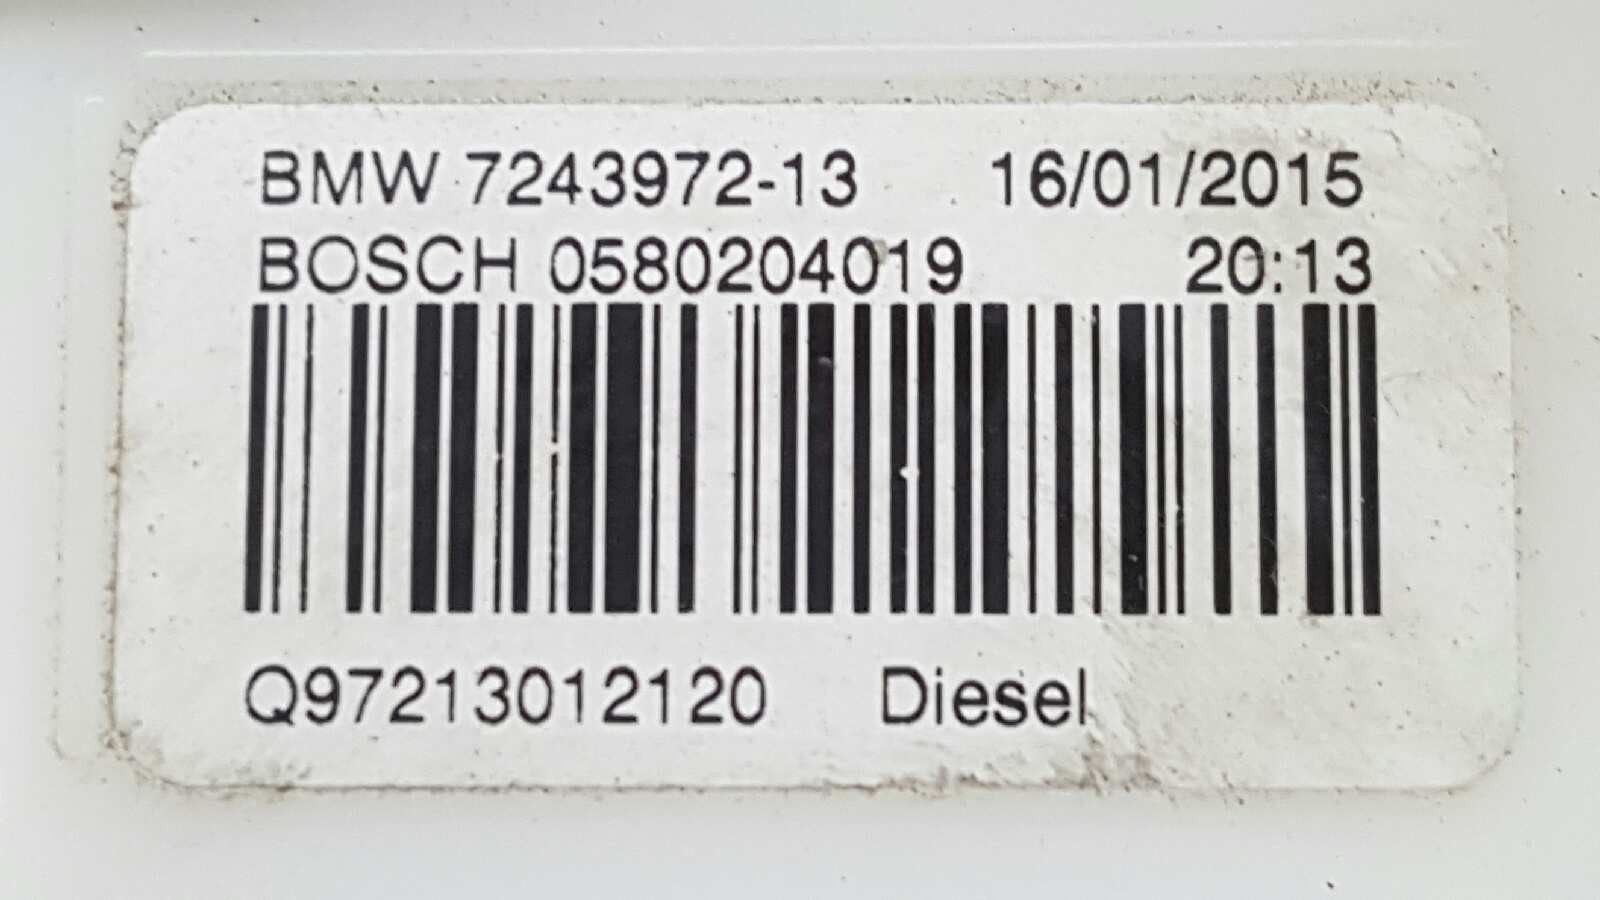 BMW 7243972-13 16/01/2015
BOSCH 0580204019 20:13
Q97213012120 Diesel